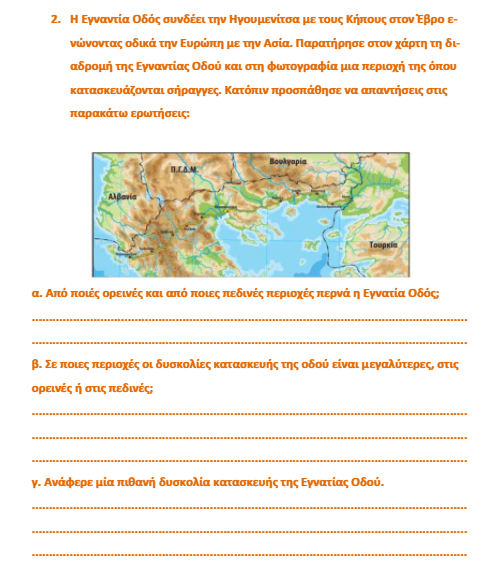 2. Η Εγναντία Οδός συνδέει την Ηγουμενίτσα με τους Κήπους στον Έβρο ε-
νώνοντας οδικά την Ευρώπη με την Ασία. Παρατήρησε στον χάρτη τη δι-
αδρομή της Εγναντίας Οδού και στη φωτογραφία μια περιοχή της όπου
κατασκευάζονται σήραγγες. Κατόπιν προσπάθησε να απαντήσεις στις
παρακάτω ερωτήσεις:
Βουλγαρία
Π.Γ.Δ.Μ.
Αλβανία
Τουρκία
α. Από ποιές ορεινές και από ποιες πεδινές περιοχές περνά η Εγνατία Οδός;
β. Σε ποιες περιοχές οι δυσκολίες κατασκευής της οδού είναι μεγαλύτερες, στις
ορεινές ή στις πεδινές;
γ. Ανάφερε μία πιθανή δυσκολία κατασκευής της Εγνατίας Οδού.